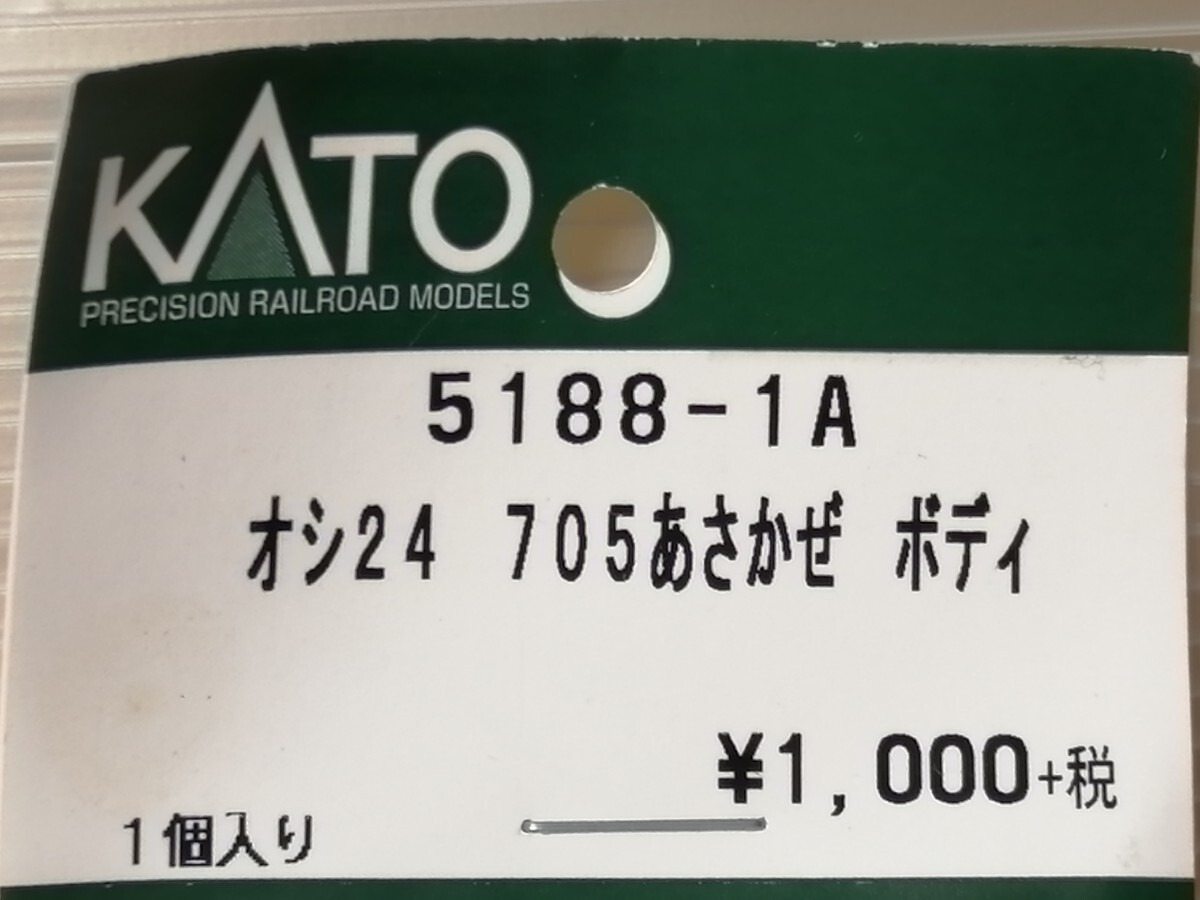 KATO
PRECISION RAILROAD MODELS
5188-1A
オシ24 705あさかぜ ボディ
¥1,000+税
1個入り